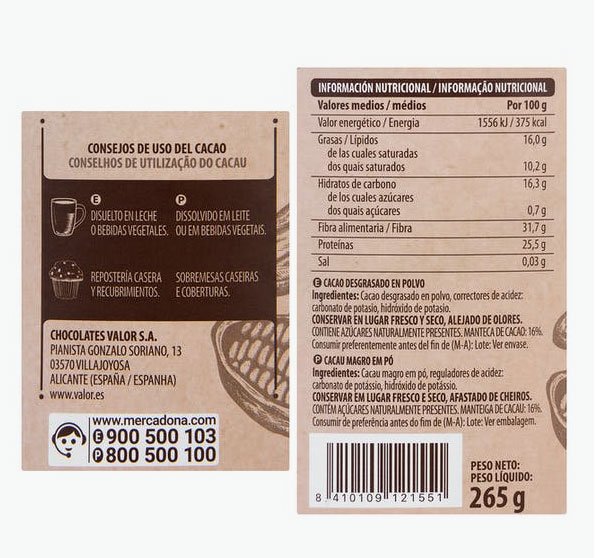 CONSEJOS DE USO DEL CACAO
CONSELHOS DE UTILIZAÇÃO DO CACAU
E
DISUELTO EN LECHE
O BEBIDAS VEGETALES.
P
DISSOLVIDO EM LEITE
OU EM BEBIDAS VEGETAIS.
REPOSTERÍA CASERA
Y RECUBRIMIENTOS.
SOBREMESAS CASEIRAS
E COBERTURAS.
CHOCOLATES VALOR S.A.
PIANISTA GONZALO SORIANO, 13
03570 VILLAJOYOSA
ALICANTE (ESPAÑA / ESPANHA)
www.valor.es
www.mercadona.com
E 900 500 103
P 800 500 100
INFORMACIÓN NUTRICIONAL / INFORMAÇÃO NUTRICIONAL
Valores medios / médios Por 100 g
Valor energético / Energia 1556 kJ / 375 kcal
Grasas / Lípidos 16,0 g
de las cuales saturadas
dos quais saturados 10,2 g
Hidratos de carbono 16,3 g
de los cuales azúcares
dos quais açúcares 0,7 g
Fibra alimentaria / Fibra 31,7 g
Proteínas 25,5 g
Sal 0,03 g
E CACAO DESGRASADO EN POLVO
Ingredientes: Cacao desgrasado en polvo, correctores de acidez:
carbonato de potasio, hidróxido de potasio.
CONSERVAR EN LUGAR FRESCO Y SECO, ALEJADO DE OLORES.
CONTIENE AZÚCARES NATURALMENTE PRESENTES. MANTECA DE CACAO: 16%.
Consumir preferentemente antes del fin de (M-A): Lote: Ver envase.
P CACAU MAGRO EM PÓ
Ingredientes: Cacau magro em pó, reguladores de acidez:
carbonato de potássio, hidróxido de potássio.
CONSERVAR EM LUGAR FRESCO E SECO, AFASTADO DE CHEIROS.
CONTÉM AÇÚCARES NATURALMENTE PRESENTES. MANTEIGA DE CACAU: 16%.
Consumir de preferência antes do fim de (M-A): Lote: Ver embalagem.
8 410109 121551
PESO NETO:
PESO LÍQUIDO:
265 g